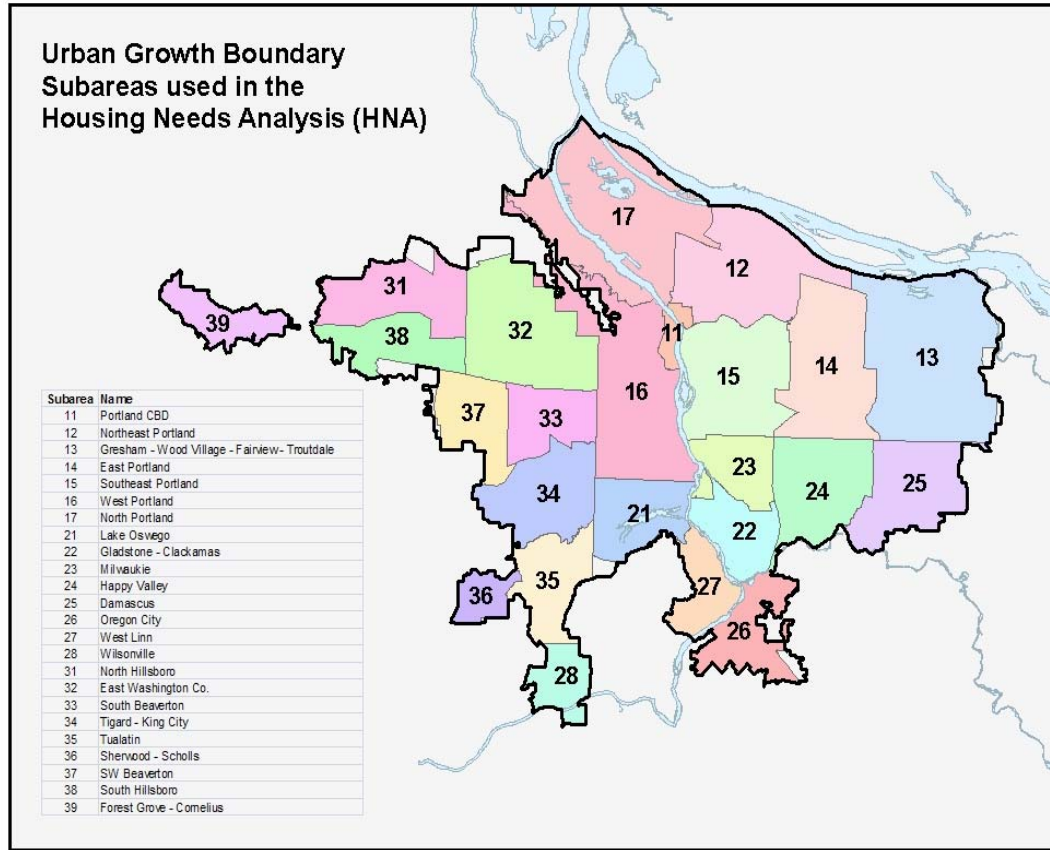 Urban Growth Boundary
Subareas used in the
Housing Needs Analysis (HNA)
17
12
31
39
32
11
38
13
15
14
16
37
33
23
25
34
24
21
22
35
27
36
26
28
Subarea Name
11 Portland CBD
12 Northeast Portland
13 Gresham - Wood Village - Fairview- Troutdale
14 East Portland
15 Southeast Portland
16 West Portland
17 North Portland
21 Lake Oswego
22 Gladstone - Clackamas
23 Milwaukie
24 Happy Valley
25 Damascus
26 Oregon City
27 West Linn
28 Wilsonville
31 North Hillsboro
32 East Washington Co.
33 South Beaverton
34 Tigard - King City
35 Tualatin
36 Sherwood - Scholls
37 SW Beaverton
38 South Hillsboro
39 Forest Grove - Cornelius